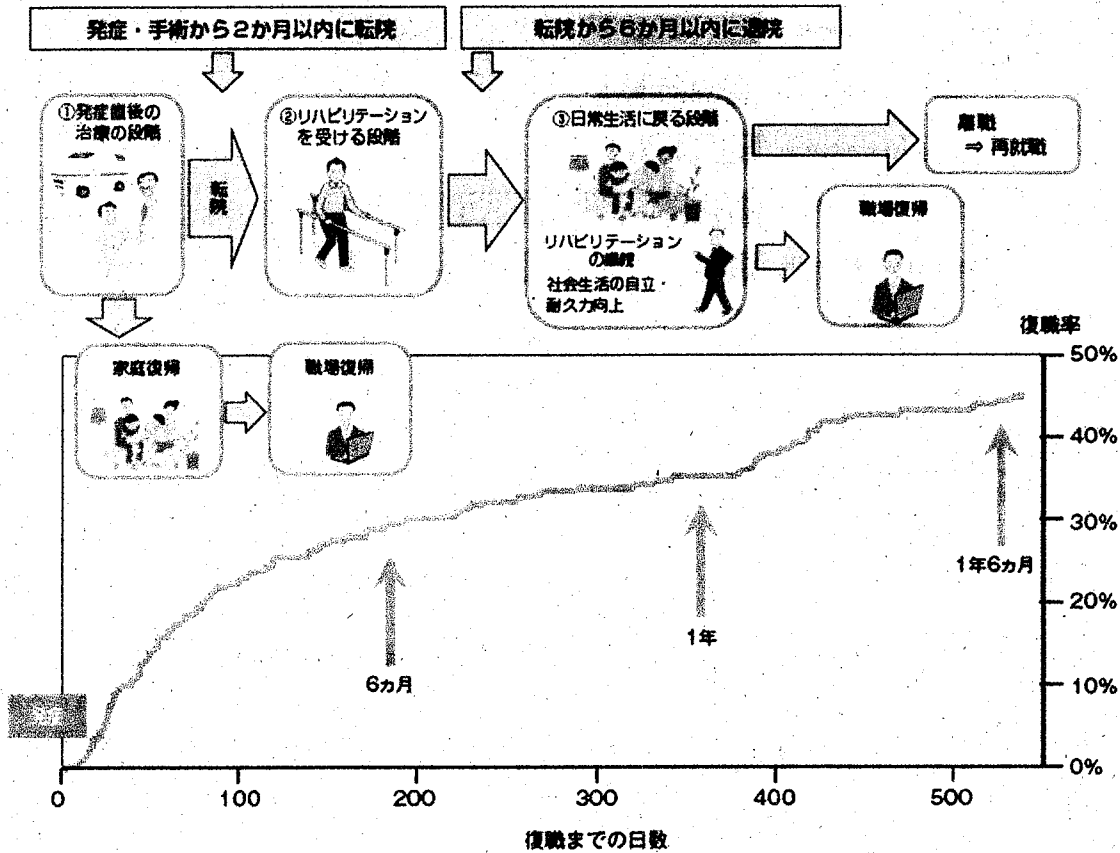 発症・手術から2か月以内に転院
転院から6か月以内に退院
①発症直後の
治療の段階
転院
②リハビリテーション
を受ける段階
③日常生活に戻る段階
リハビリテーション
の継続
社会生活の自立・
耐久力向上
離職
⇒ 再就職
職場復帰
家庭復帰
職場復帰
復職率
50%
40%
30%
20%
10%
0%
6カ月
1年
1年6カ月
0
100
200
300
400
500
復職までの日数